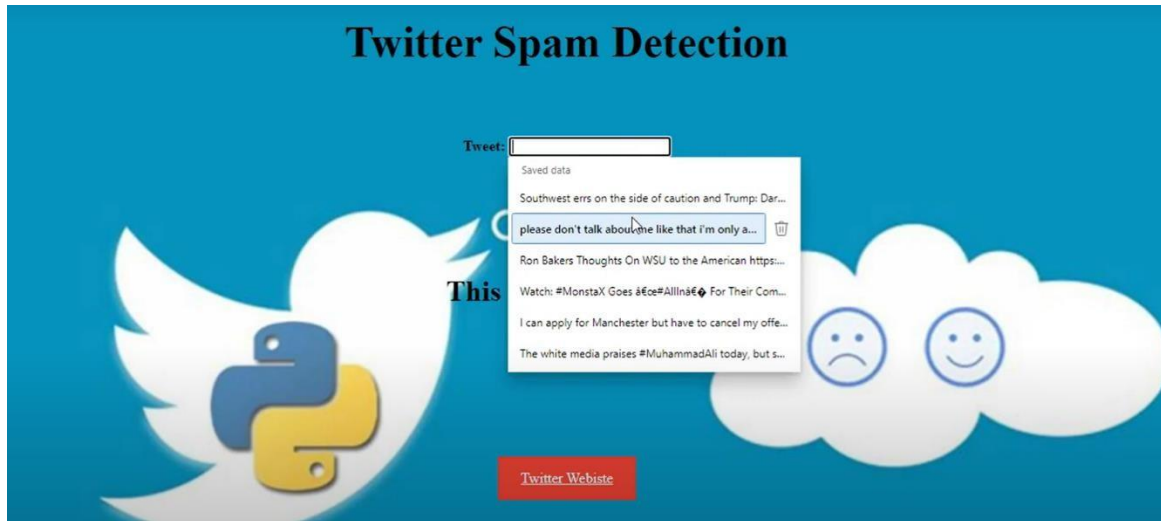 Twitter Spam Detection
Tweet:
Saved data
Southwest errs on the side of caution and Trump: Dar...
please don't talk about me like that i'm only a...
Ron Bakers Thoughts On WSU to the American https:...
This
Watch: #MonstaX Goes â€œ#AllInâ€� For Their Com...
I can apply for Manchester but have to cancel my offe...
The white media praises #MuhammadAli today, but s...
Twitter Webiste